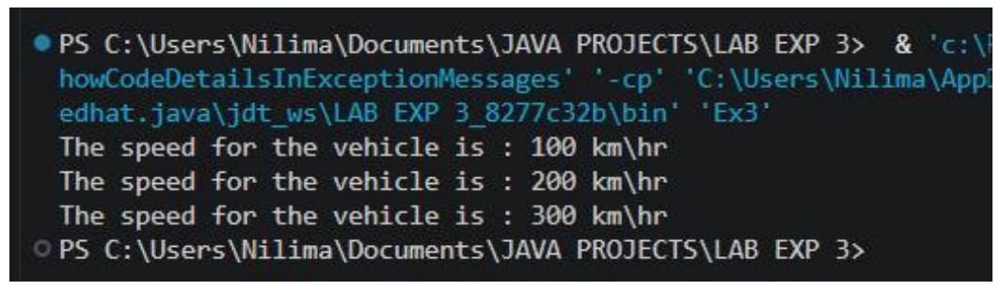 PS C:\Users\Nilima\Documents\JAVA PROJECTS\LAB EXP 3>  & 'c:\
howCodeDetailsInExceptionMessages' '-cp' 'C:\Users\Nilima\App
edhat.java\jdt_ws\LAB EXP 3_8277c32b\bin' 'Ex3'
The speed for the vehicle is : 100 km\hr
The speed for the vehicle is : 200 km\hr
The speed for the vehicle is : 300 km\hr
PS C:\Users\Nilima\Documents\JAVA PROJECTS\LAB EXP 3>